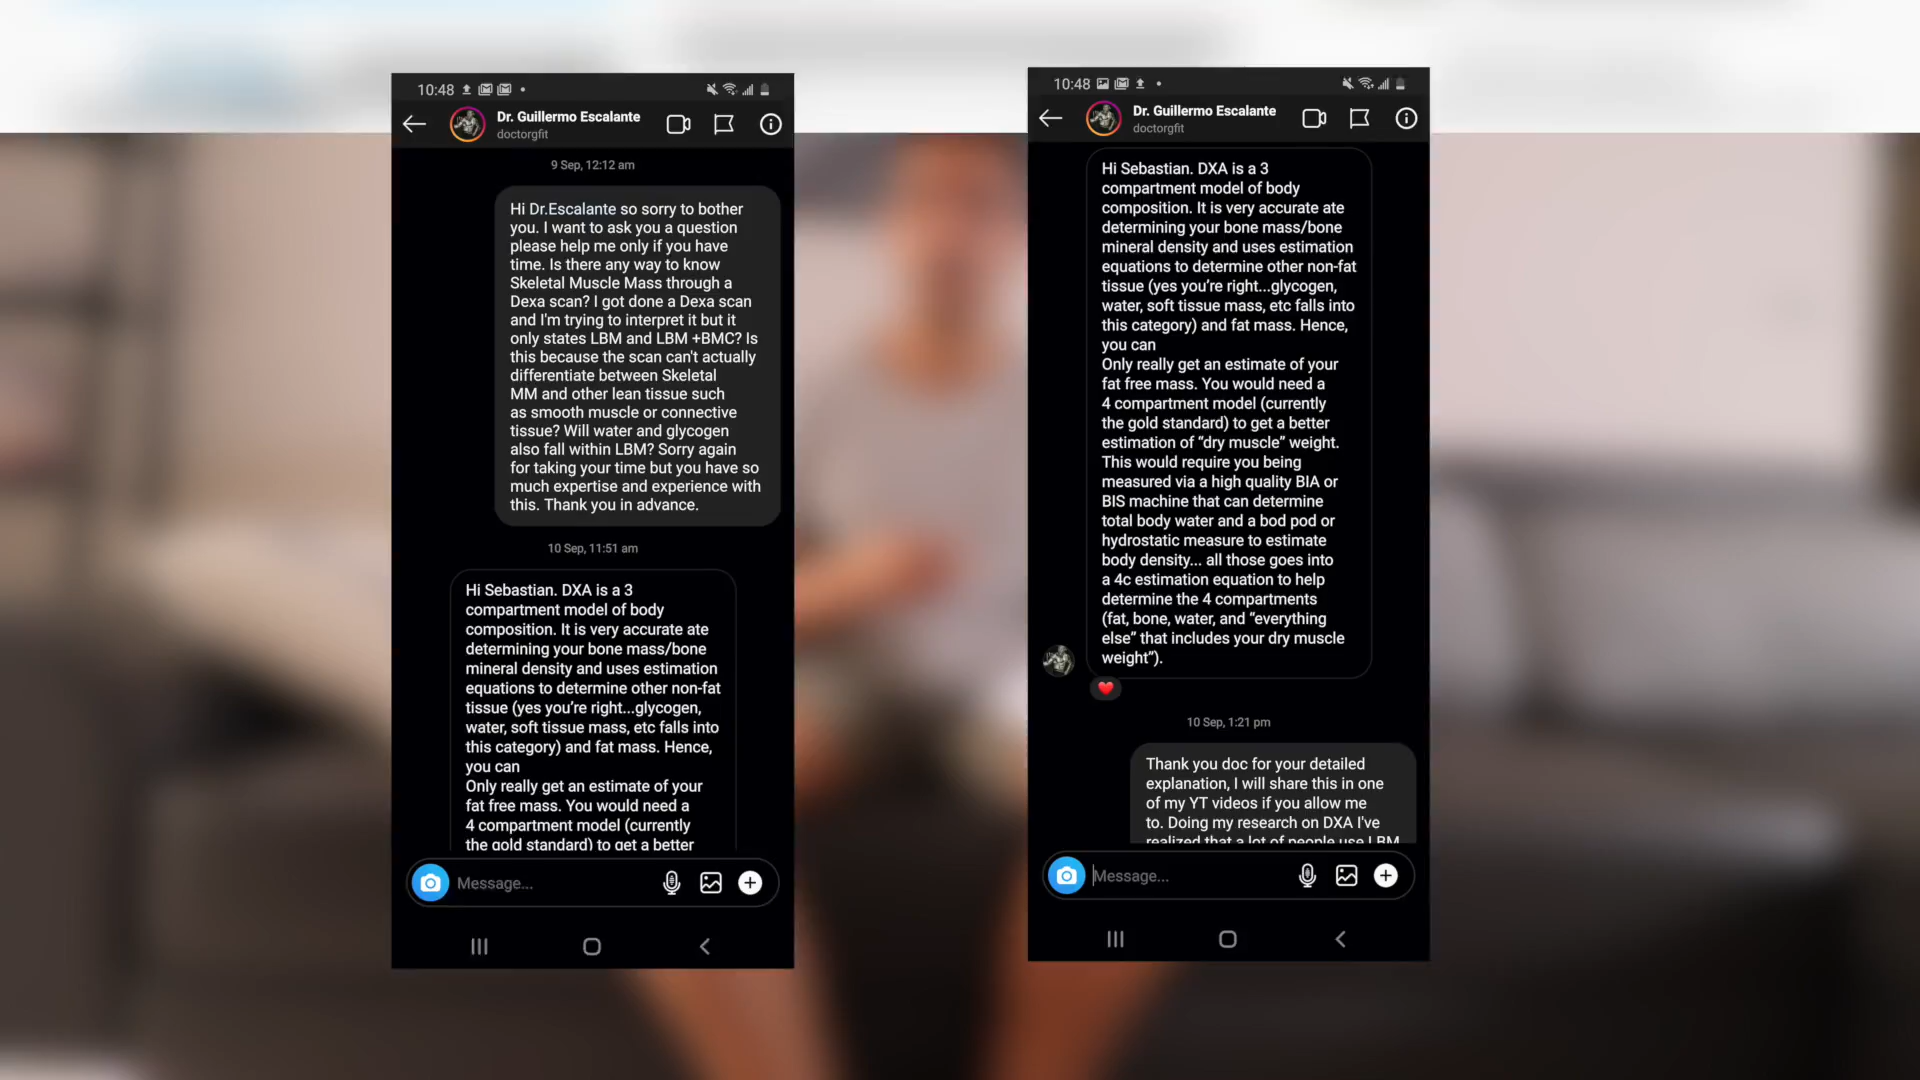 10:48
Dr. Guillermo Escalante
doctorgfit
9 Sep, 12:12 am
Hi Dr.Escalante so sorry to bother
you. I want to ask you a question
please help me only if you have
time. Is there any way to know
Skeletal Muscle Mass through a
Dexa scan? I got done a Dexa scan
and I'm trying to interpret it but it
only states LBM and LBM +BMC? Is
this because the scan can't actually
differentiate between Skeletal
MM and other lean tissue such
as smooth muscle or connective
tissue? Will water and glycogen
also fall within LBM? Sorry again
for taking your time but you have so
much expertise and experience with
this. Thank you in advance.
10 Sep, 11:51 am
Hi Sebastian. DXA is a 3
compartment model of body
composition. It is very accurate ate
determining your bone mass/bone
mineral density and uses estimation
equations to determine other non-fat
tissue (yes you’re right...glycogen,
water, soft tissue mass, etc falls into
this category) and fat mass. Hence,
you can
Only really get an estimate of your
fat free mass. You would need a
4 compartment model (currently
the gold standard) to get a better
Message...
10:48
Dr. Guillermo Escalante
doctorgfit
Hi Sebastian. DXA is a 3
compartment model of body
composition. It is very accurate ate
determining your bone mass/bone
mineral density and uses estimation
equations to determine other non-fat
tissue (yes you’re right...glycogen,
water, soft tissue mass, etc falls into
this category) and fat mass. Hence,
you can
Only really get an estimate of your
fat free mass. You would need a
4 compartment model (currently
the gold standard) to get a better
estimation of “dry muscle” weight.
This would require you being
measured via a high quality BIA or
BIS machine that can determine
total body water and a bod pod or
hydrostatic measure to estimate
body density... all those goes into
a 4c estimation equation to help
determine the 4 compartments
(fat, bone, water, and “everything
else” that includes your dry muscle
weight”).
10 Sep, 1:21 pm
Thank you doc for your detailed
explanation, I will share this in one
of my YT videos if you allow me
to. Doing my research on DXA I've
realized that a lot of people use LBM
Message...